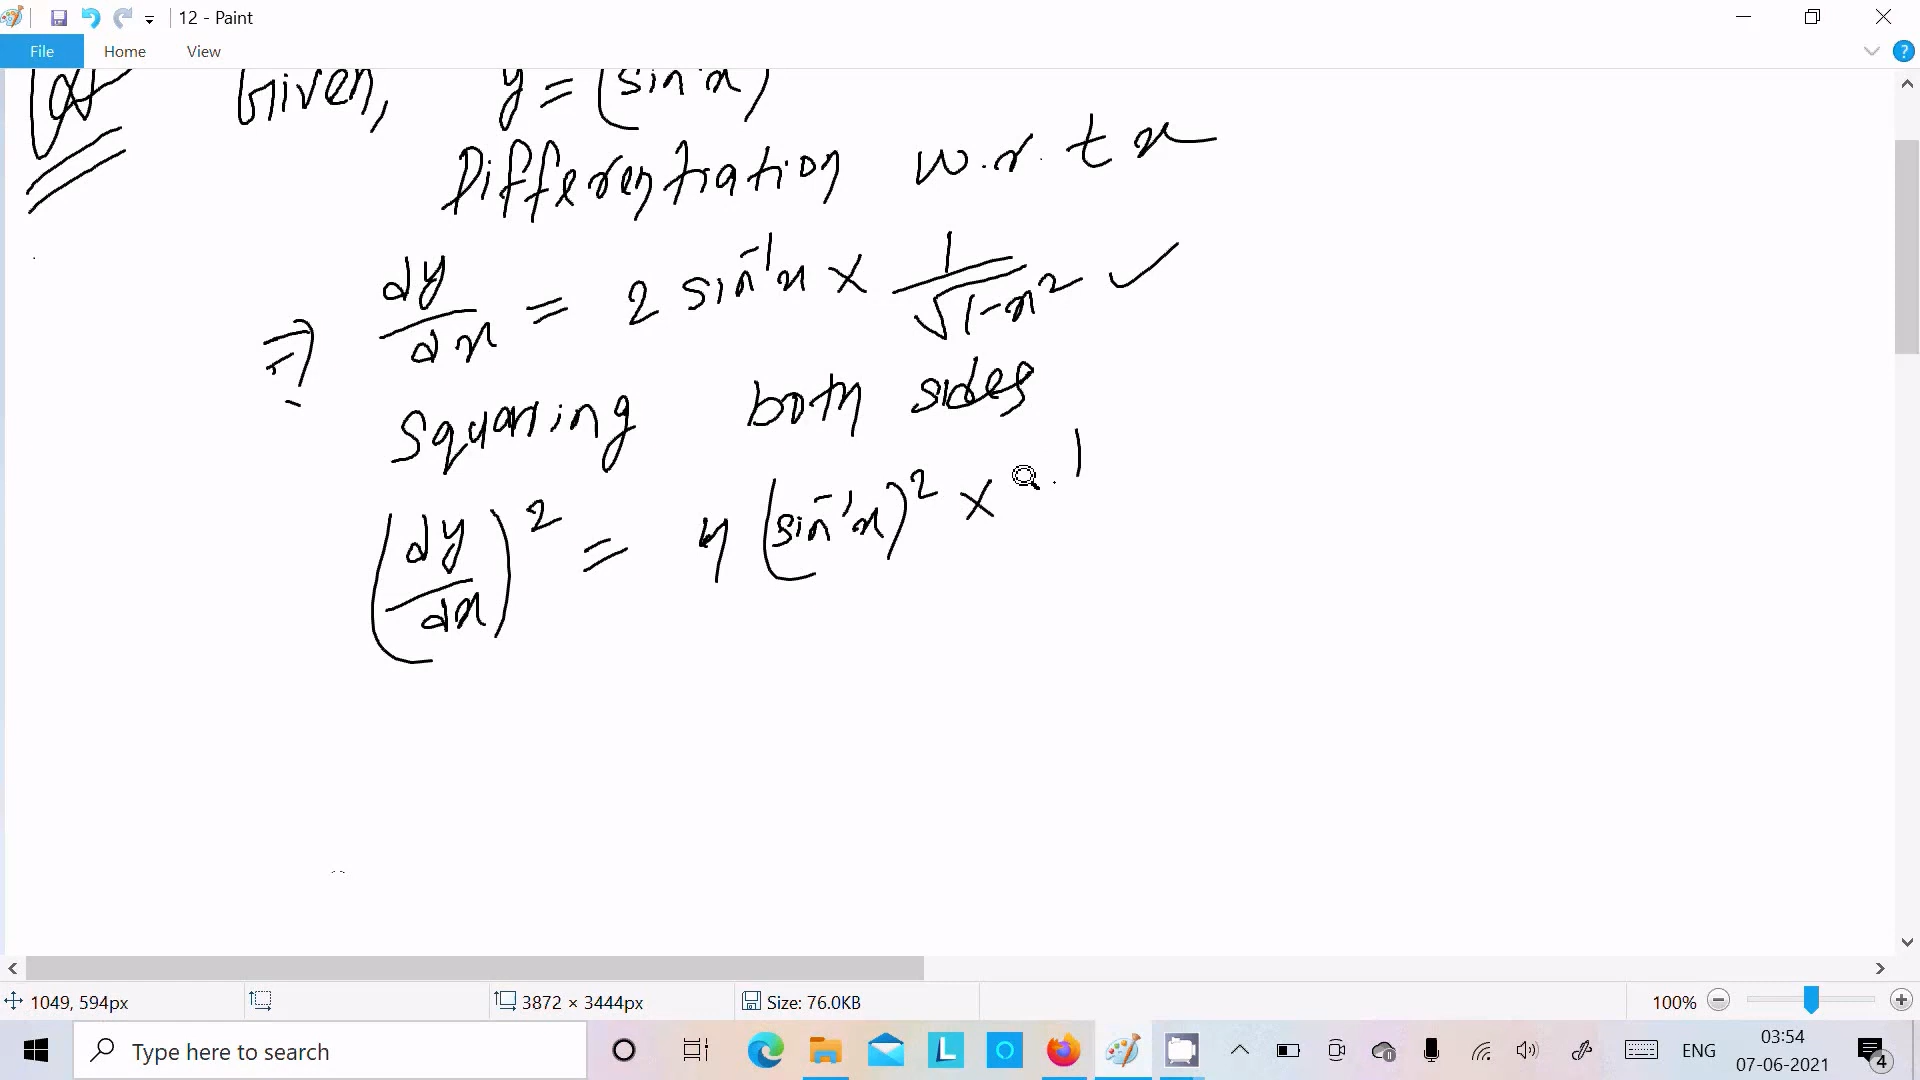 12 - Paint
File Home View
Given, y = (sin x)
Differentiation w.r.t x
⇒ dy/dx = 2 sin⁻¹x × 1/√1-x² ✓
Squaring both sides
(dy/dx)² = 4 (sin⁻¹x)² × 1
1049, 594px 3872 × 3444px Size: 76.0KB 100%
Type here to search ENG 03:54
07-06-2021 4